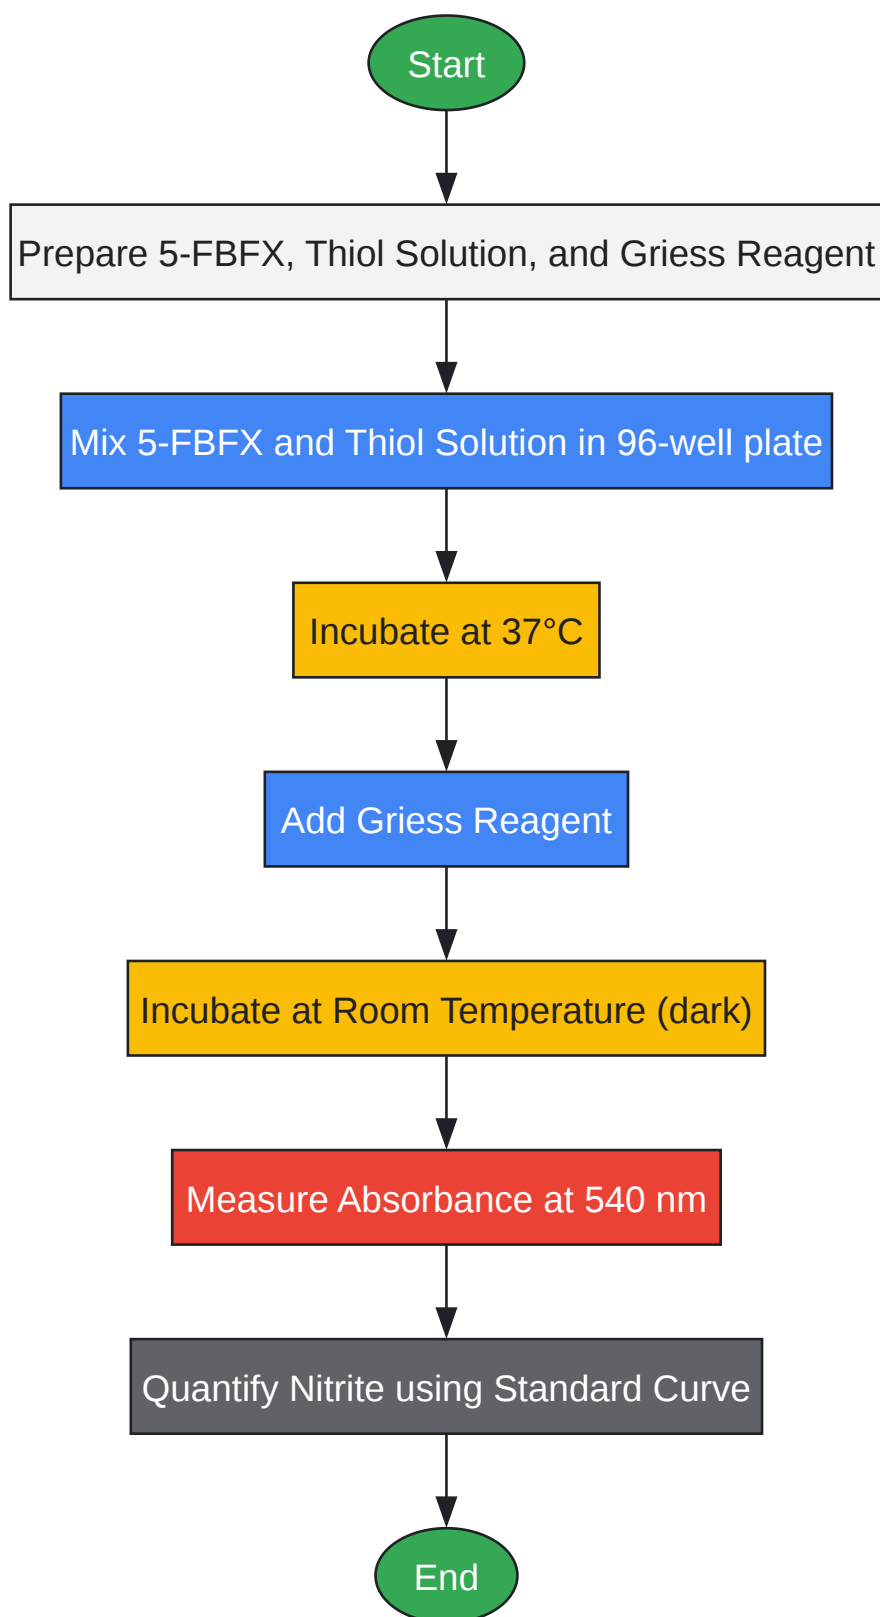 Start
Prepare 5-FBFX, Thiol Solution, and Griess Reagent
Mix 5-FBFX and Thiol Solution in 96-well plate
Incubate at 37°C
Add Griess Reagent
Incubate at Room Temperature (dark)
Measure Absorbance at 540 nm
Quantify Nitrite using Standard Curve
End